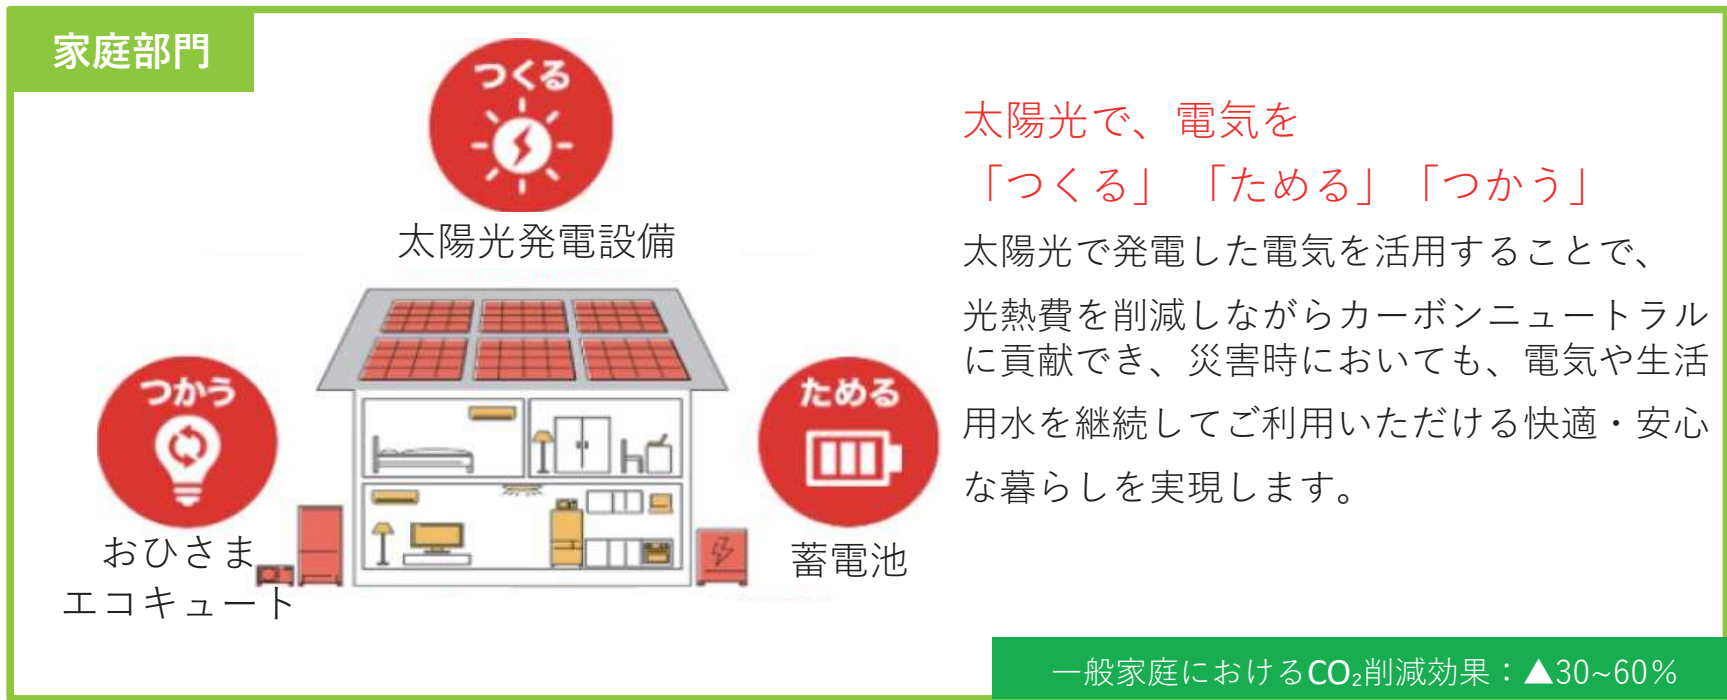 家庭部門
つくる
太陽光発電設備
つかう
おひさま
エコキュート
ためる
蓄電池
太陽光で、電気を
「つくる」「ためる」「つかう」
太陽光で発電した電気を活用することで、
光熱費を削減しながらカーボンニュートラル
に貢献でき、災害時においても、電気や生活
用水を継続してご利用いただける快適・安心
な暮らしを実現します。
一般家庭におけるCO₂削減効果：▲30~60%